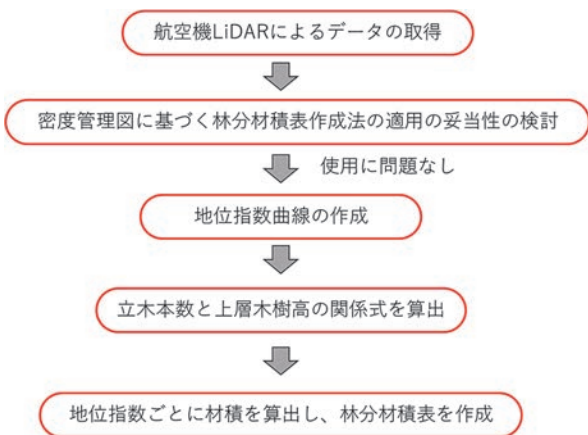 航空機LiDARによるデータの取得
密度管理図に基づく林分材積表作成法の適用の妥当性の検討
使用に問題なし
地位指数曲線の作成
立木本数と上層木樹高の関係式を算出
地位指数ごとに材積を算出し、林分材積表を作成